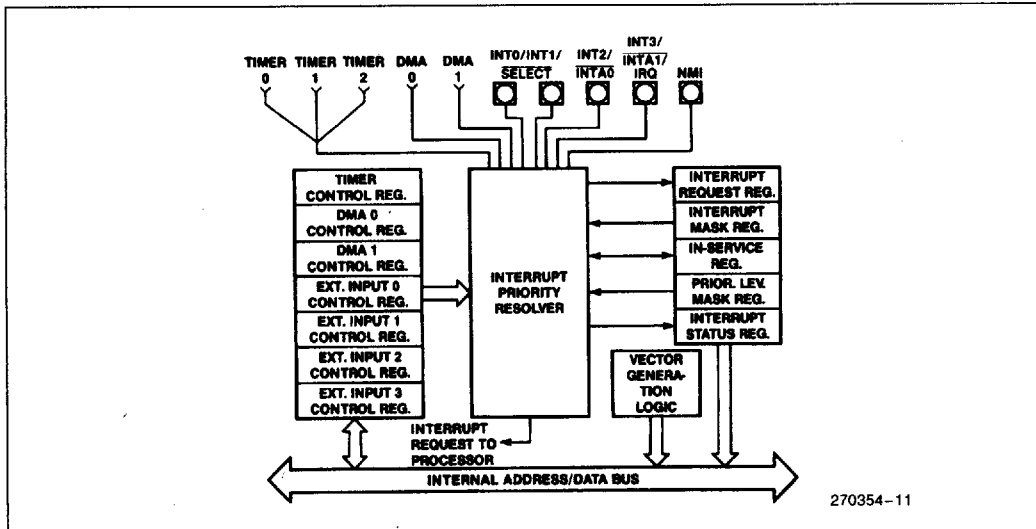 TIMER 0
TIMER 1
TIMER 2
DMA 0
DMA 1
INT0/INT1/
SELECT
INT2/
INTA0
INT3/
INTA1/
IRQ
NMI
TIMER
CONTROL REG.
DMA 0
CONTROL REG.
DMA 1
CONTROL REG.
EXT. INPUT 0
CONTROL REG.
EXT. INPUT 1
CONTROL REG.
EXT. INPUT 2
CONTROL REG.
EXT. INPUT 3
CONTROL REG.
INTERRUPT
PRIORITY
RESOLVER
INTERRUPT
REQUEST REG.
INTERRUPT
MASK REG.
IN-SERVICE
REG.
PRIOR. LEV.
MASK REG.
INTERRUPT
STATUS REG.
VECTOR
GENERA-
TION
LOGIC
INTERRUPT
REQUEST TO
PROCESSOR
INTERNAL ADDRESS/DATA BUS
270354-11